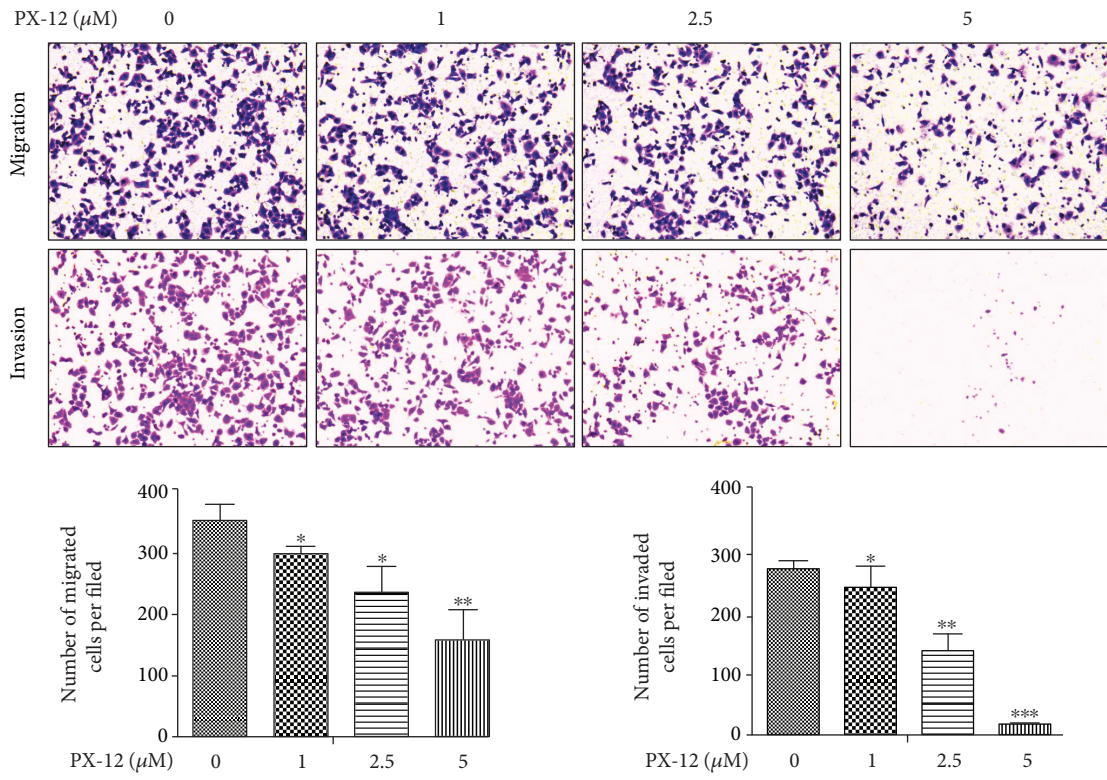 PX-12 (μM) 0 1 2.5 5
Migration
Invasion
Number of migrated
cells per filed
400
300
200
100
0
*
*
**
PX-12 (μM) 0 1 2.5 5
Number of invaded
cells per filed
400
300
200
100
0
*
**
***
PX-12 (μM) 0 1 2.5 5